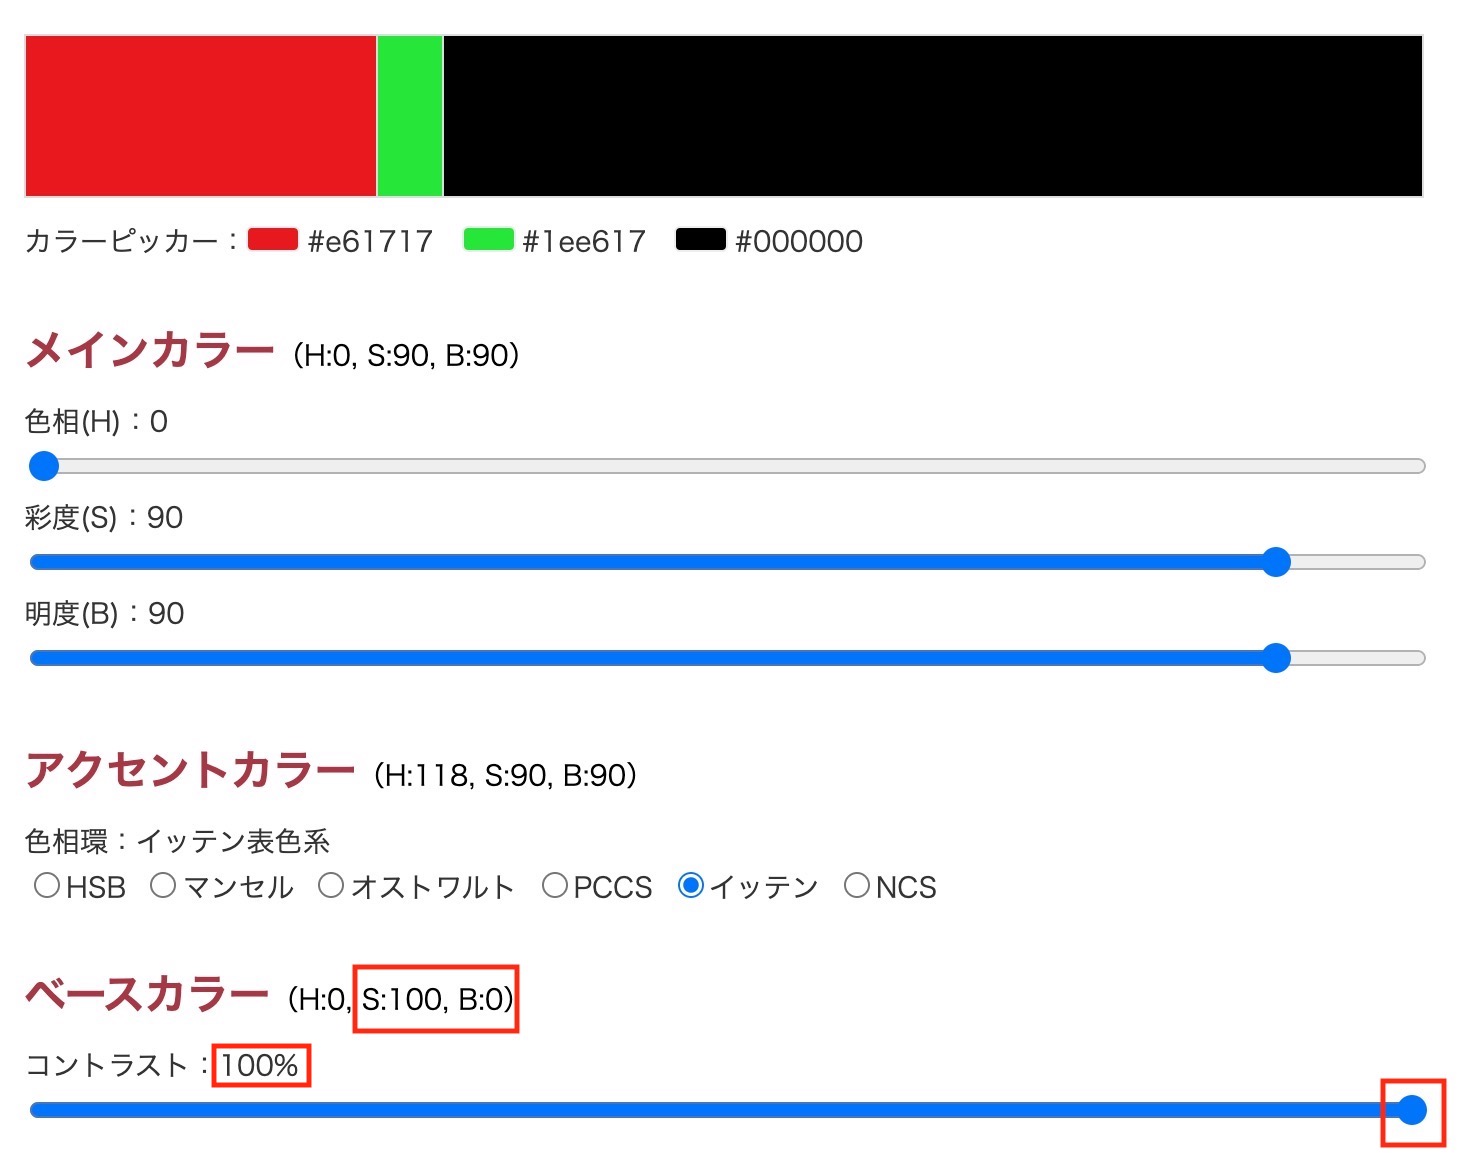 カラーピッカー：#e61717 #1ee617 #000000
メインカラー（H:0, S:90, B:90）
色相(H)：0
彩度(S)：90
明度(B)：90
アクセントカラー（H:118, S:90, B:90）
色相環：イッテン表色系
HSB マンセル オストワルト PCCS イッテン NCS
ベースカラー（H:0, S:100, B:0）
コントラスト：100%